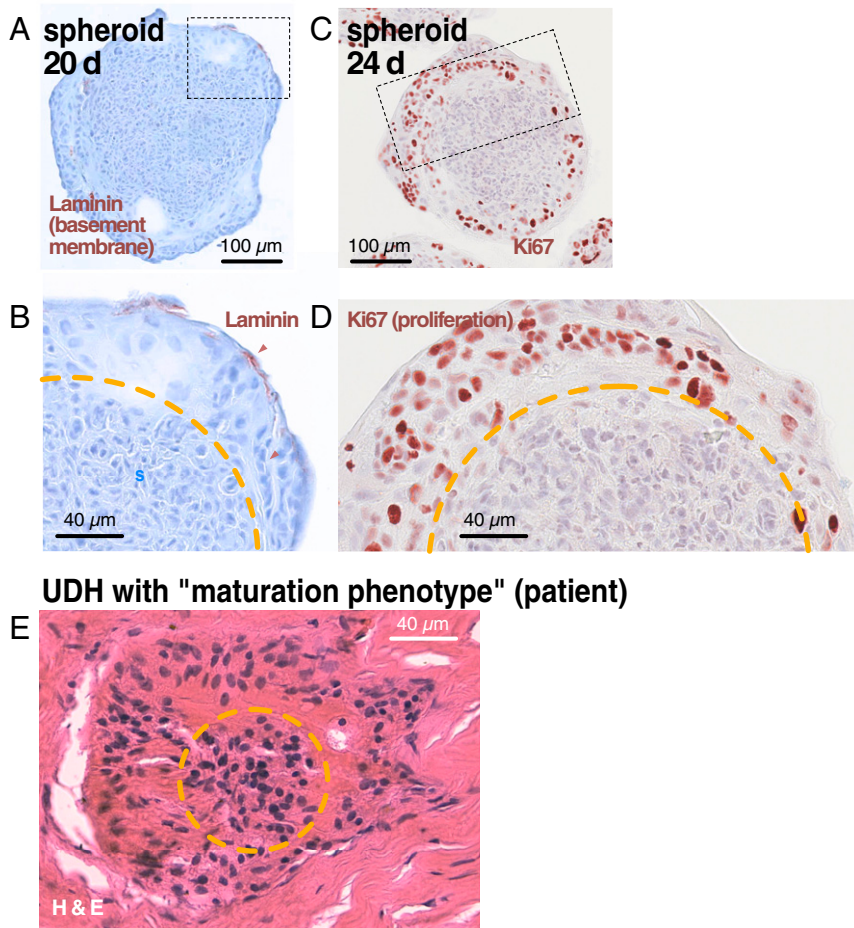 A
spheroid
20 d
Laminin
(basement
membrane)
100 µm
C
spheroid
24 d
100 µm
Ki67
B
Laminin
s
40 µm
D
Ki67 (proliferation)
40 µm
UDH with "maturation phenotype" (patient)
E
40 µm
H & E